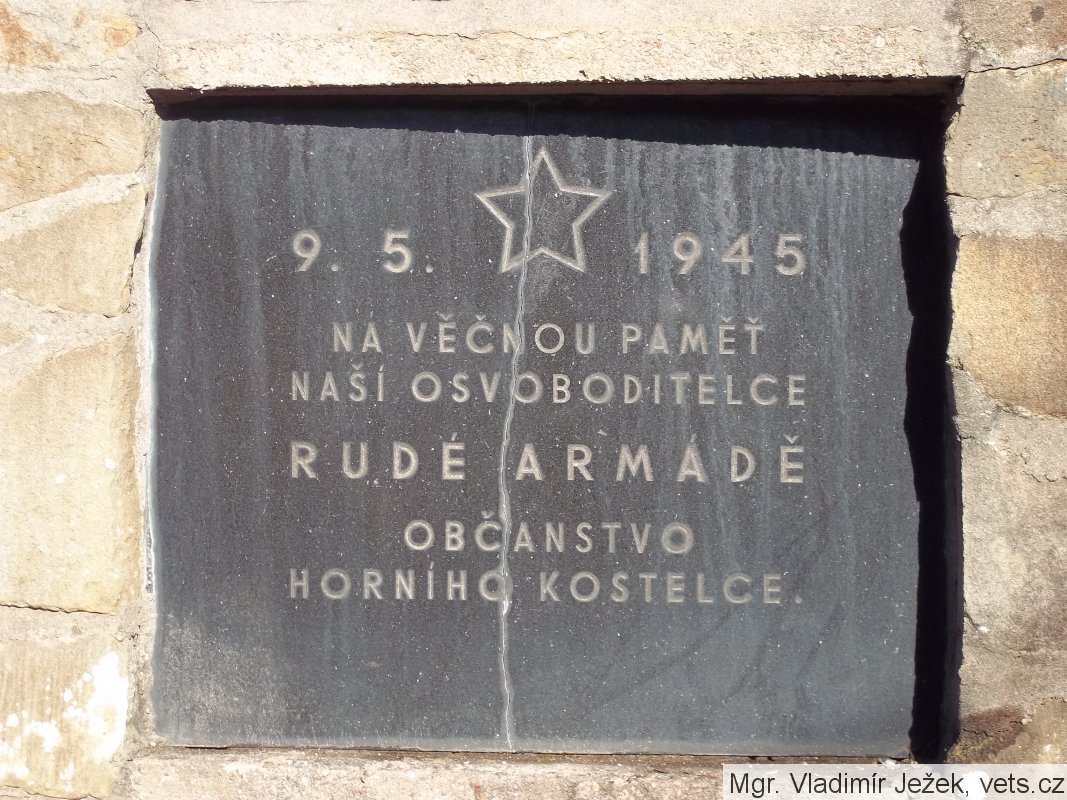 9. 5. 1945
NA VĚČNOU PAMĚŤ
NAŠÍ OSVOBODITELCE
RUDÉ ARMÁDĚ
OBČANSTVO
HORNÍHO KOSTELCE.
Mgr. Vladimír Ježek, vets.cz